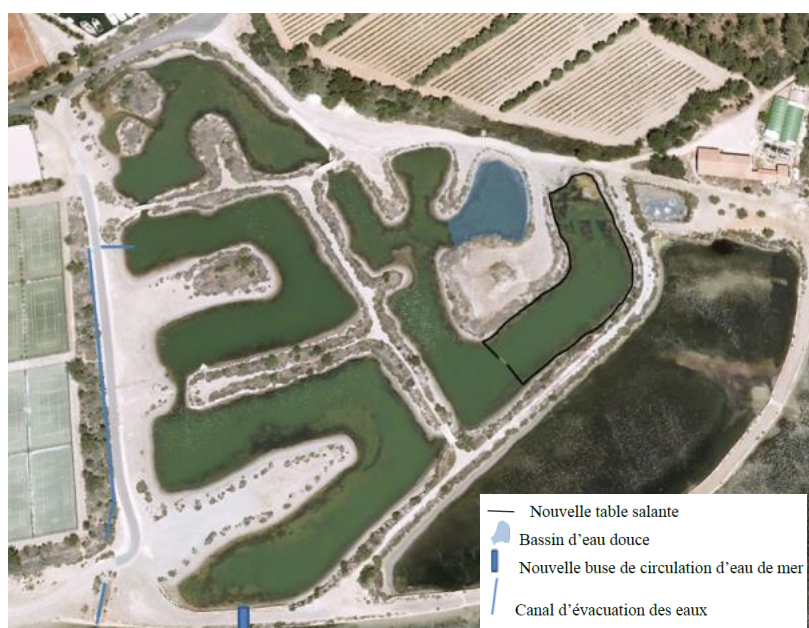 Nouvelle table salante
Bassin d’eau douce
Nouvelle buse de circulation d’eau de mer
Canal d’évacuation des eaux